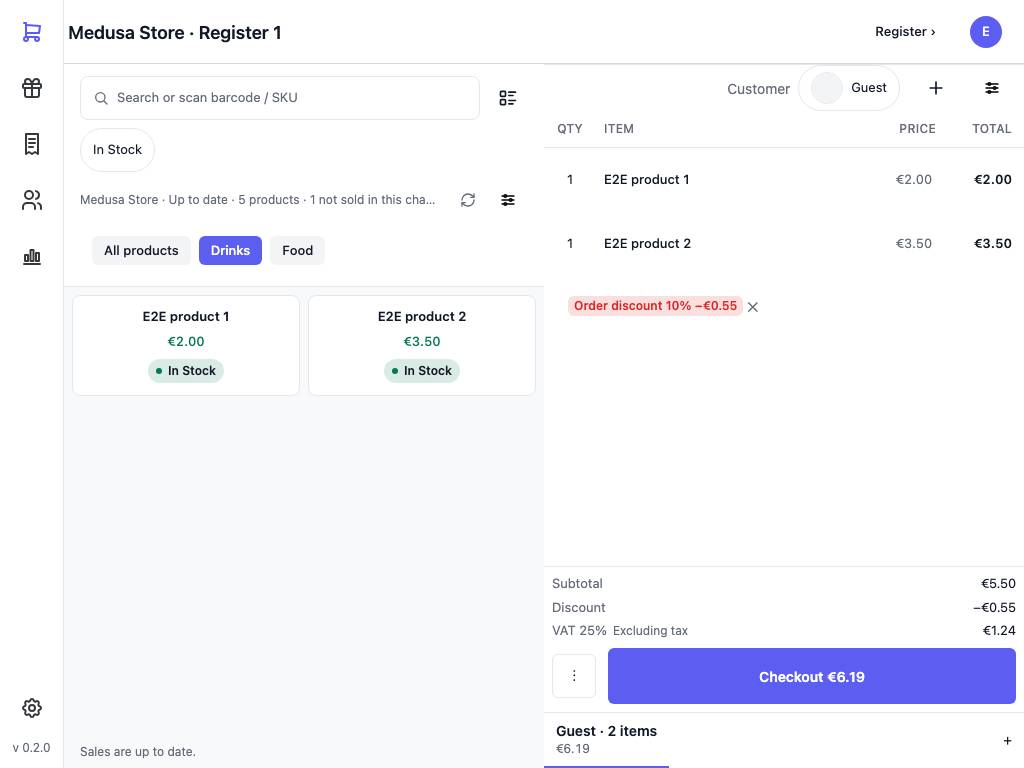 Medusa Store · Register 1
Register ›
E
Search or scan barcode / SKU
In Stock
Medusa Store · Up to date · 5 products · 1 not sold in this cha...
All products
Drinks
Food
E2E product 1
€2.00
In Stock
E2E product 2
€3.50
In Stock
Sales are up to date.
v 0.2.0
Customer
Guest
QTY ITEM PRICE TOTAL
1 E2E product 1 €2.00 €2.00
1 E2E product 2 €3.50 €3.50
Order discount 10% −€0.55
Subtotal €5.50
Discount −€0.55
VAT 25% Excluding tax €1.24
Checkout €6.19
Guest · 2 items
€6.19
+